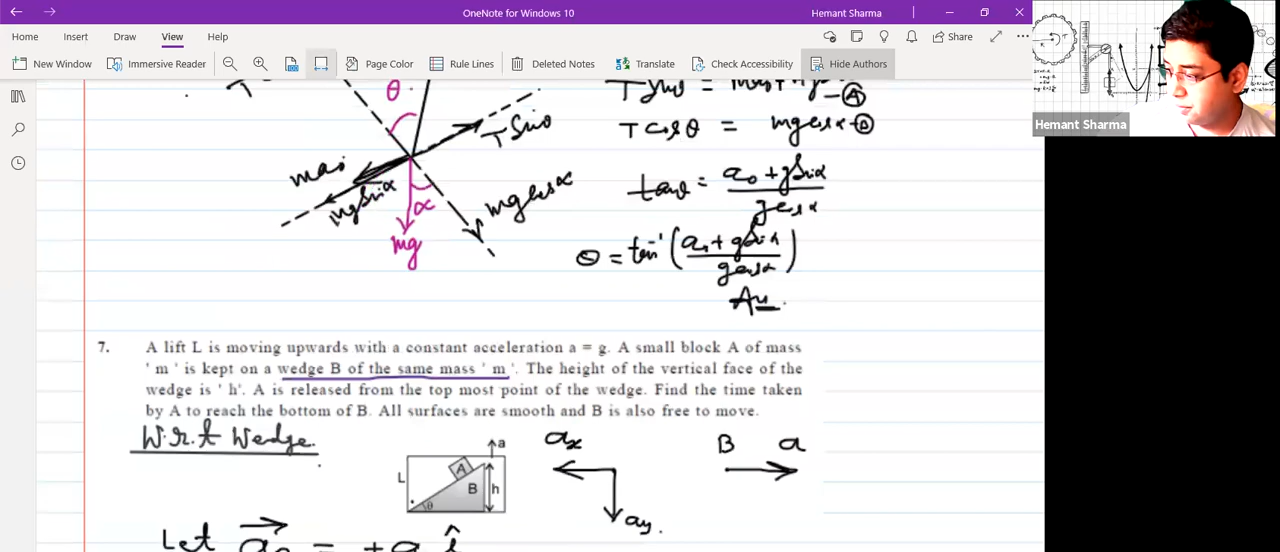 OneNote for Windows 10
Hemant Sharma
Home Insert Draw View Help
Share
New Window Immersive Reader Page Color Rule Lines Deleted Notes Translate Check Accessibility Hide Authors
T
θ
T sinθ
T cosθ = mg cosα - B
ma₀
mg sinα
α
mg cosα
mg
tanθ = a₀ + g sinα
g cosα
θ = tan⁻¹ ( a₀ + g sinα / g cosα )
Hemant Sharma
7. A lift L is moving upwards with a constant acceleration a = g. A small block A of mass
' m ' is kept on a wedge B of the same mass ' m '. The height of the vertical face of the
wedge is ' h'. A is released from the top most point of the wedge. Find the time taken
by A to reach the bottom of B. All surfaces are smooth and B is also free to move.
W.r.t Wedge.
L A B h θ a
ax
ay.
B a
Let